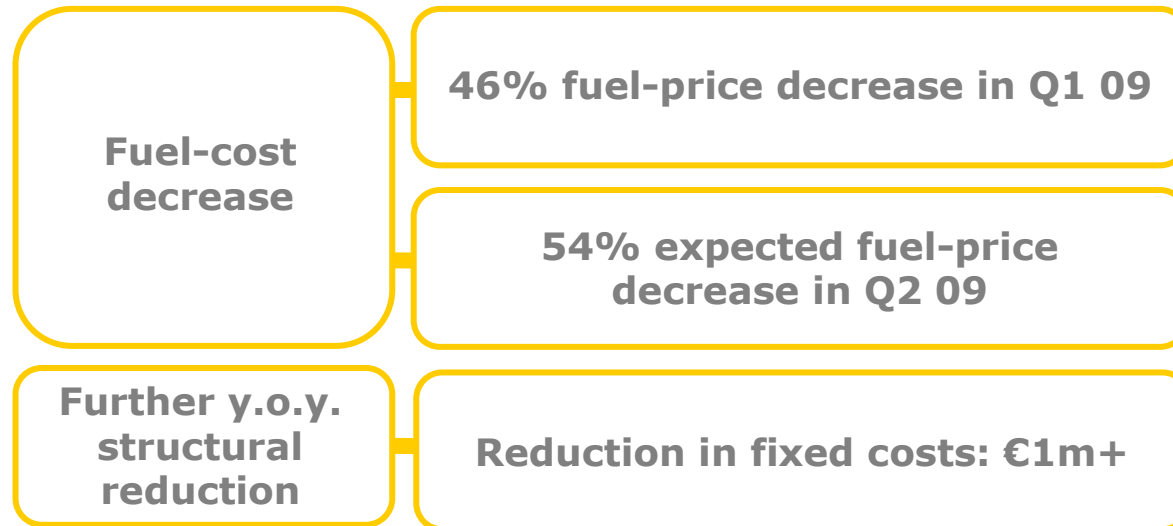 Fuel-cost
decrease
46% fuel-price decrease in Q1 09
54% expected fuel-price
decrease in Q2 09
Further y.o.y.
structural
reduction
Reduction in fixed costs: €1m+